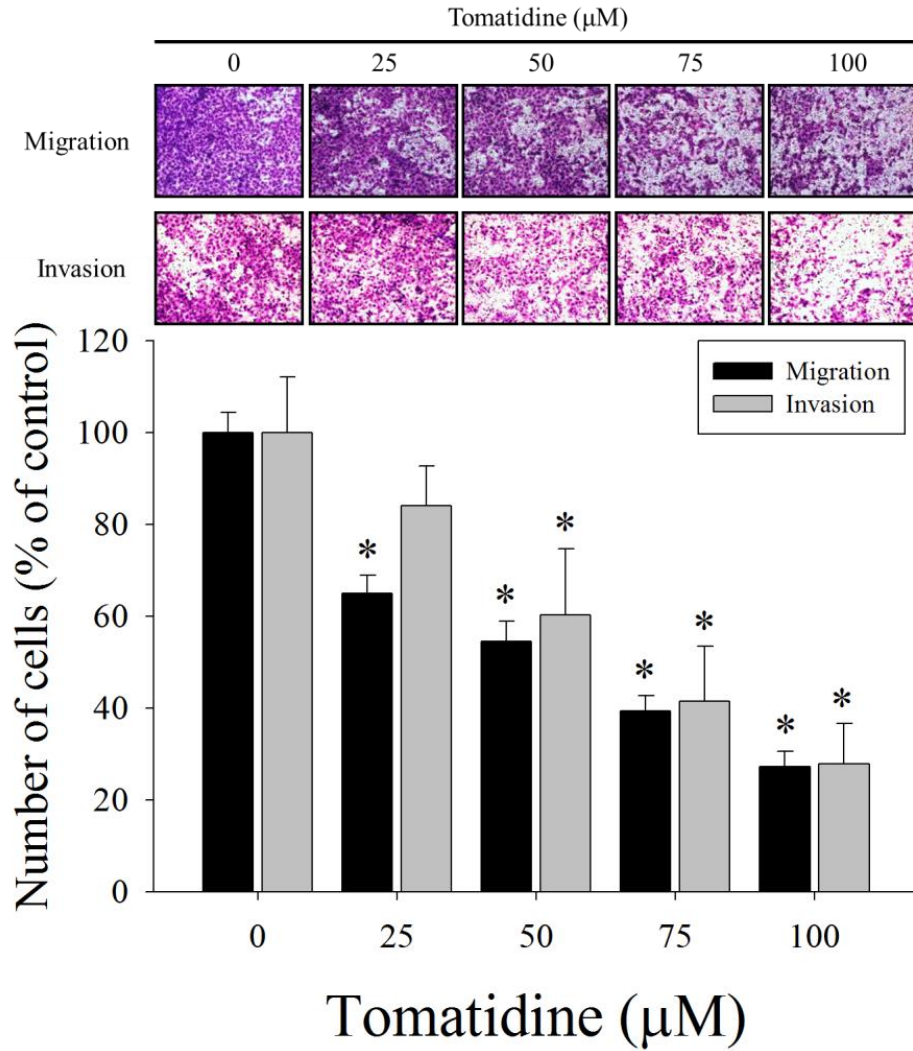 Tomatidine (μM)
0 25 50 75 100
Migration
Invasion
Number of cells (% of control)
120
100
80
60
40
20
0
Migration
Invasion
* * * * * * *
0 25 50 75 100
Tomatidine (μM)